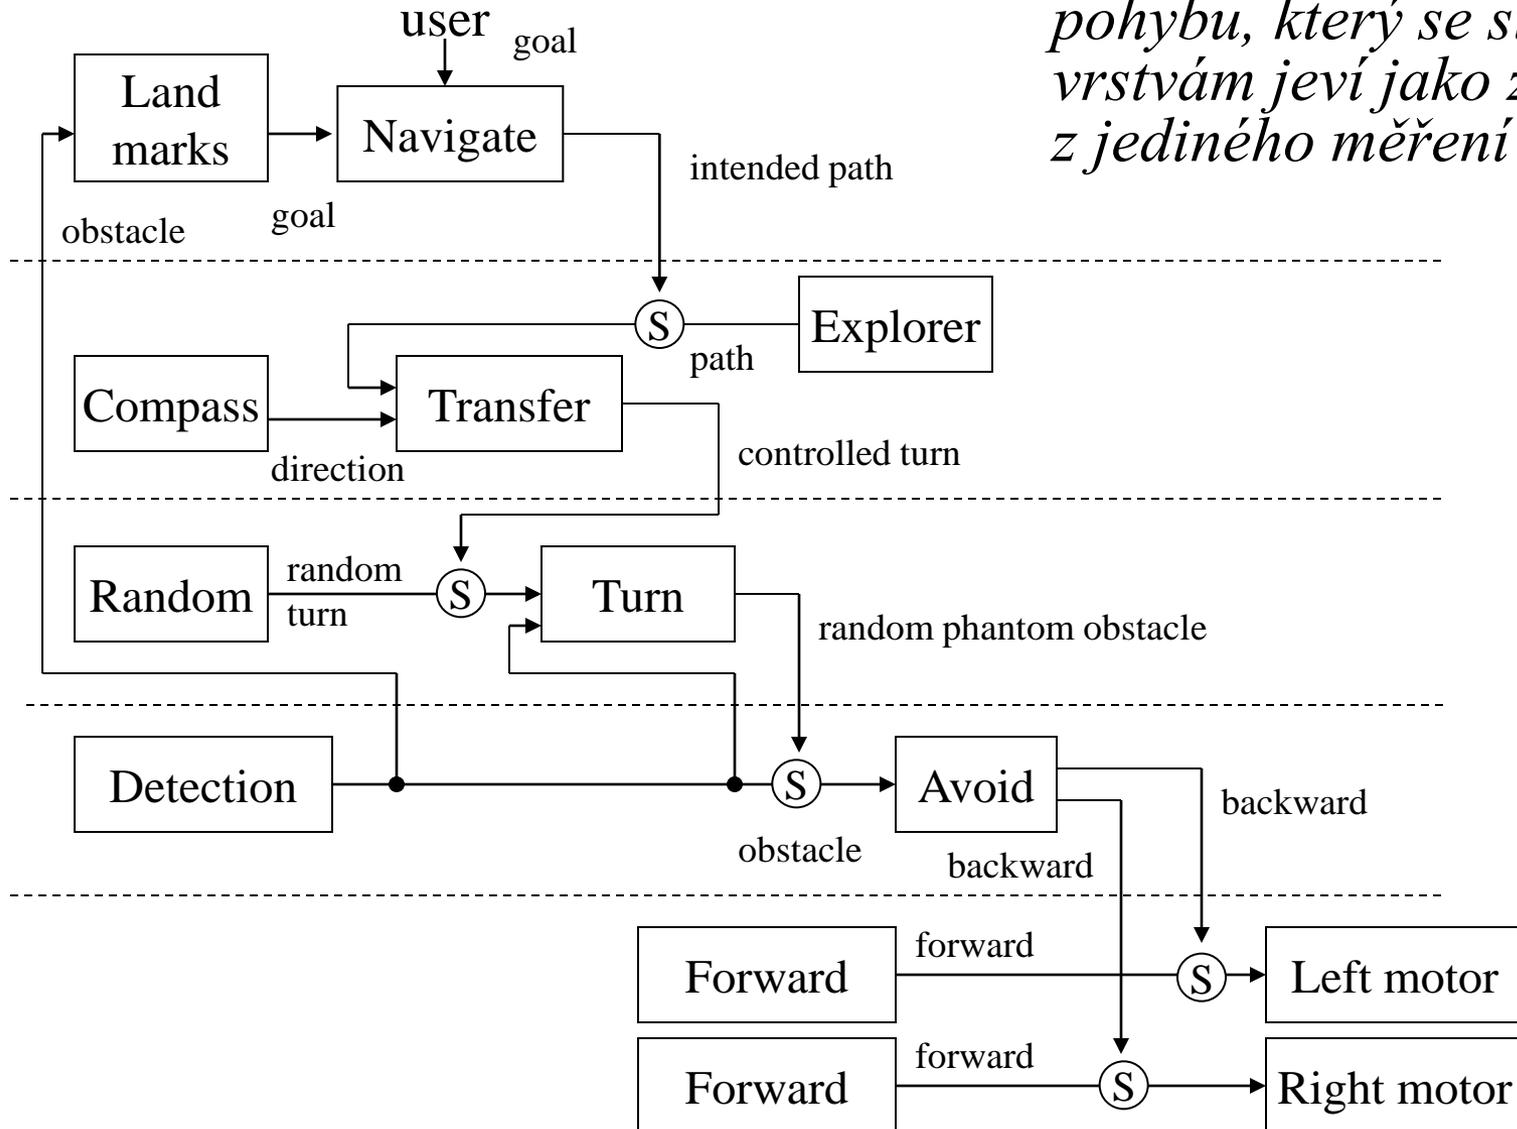 user
goal
pohybu, který se
vrstvám jeví jako
z jediného měření
Land
marks
Navigate
intended path
goal
obstacle
S
Explorer
path
Compass
Transfer
direction
controlled turn
Random
random
turn
S
Turn
random phantom obstacle
Detection
S
Avoid
backward
obstacle
backward
Forward
forward
S
Left motor
Forward
forward
S
Right motor